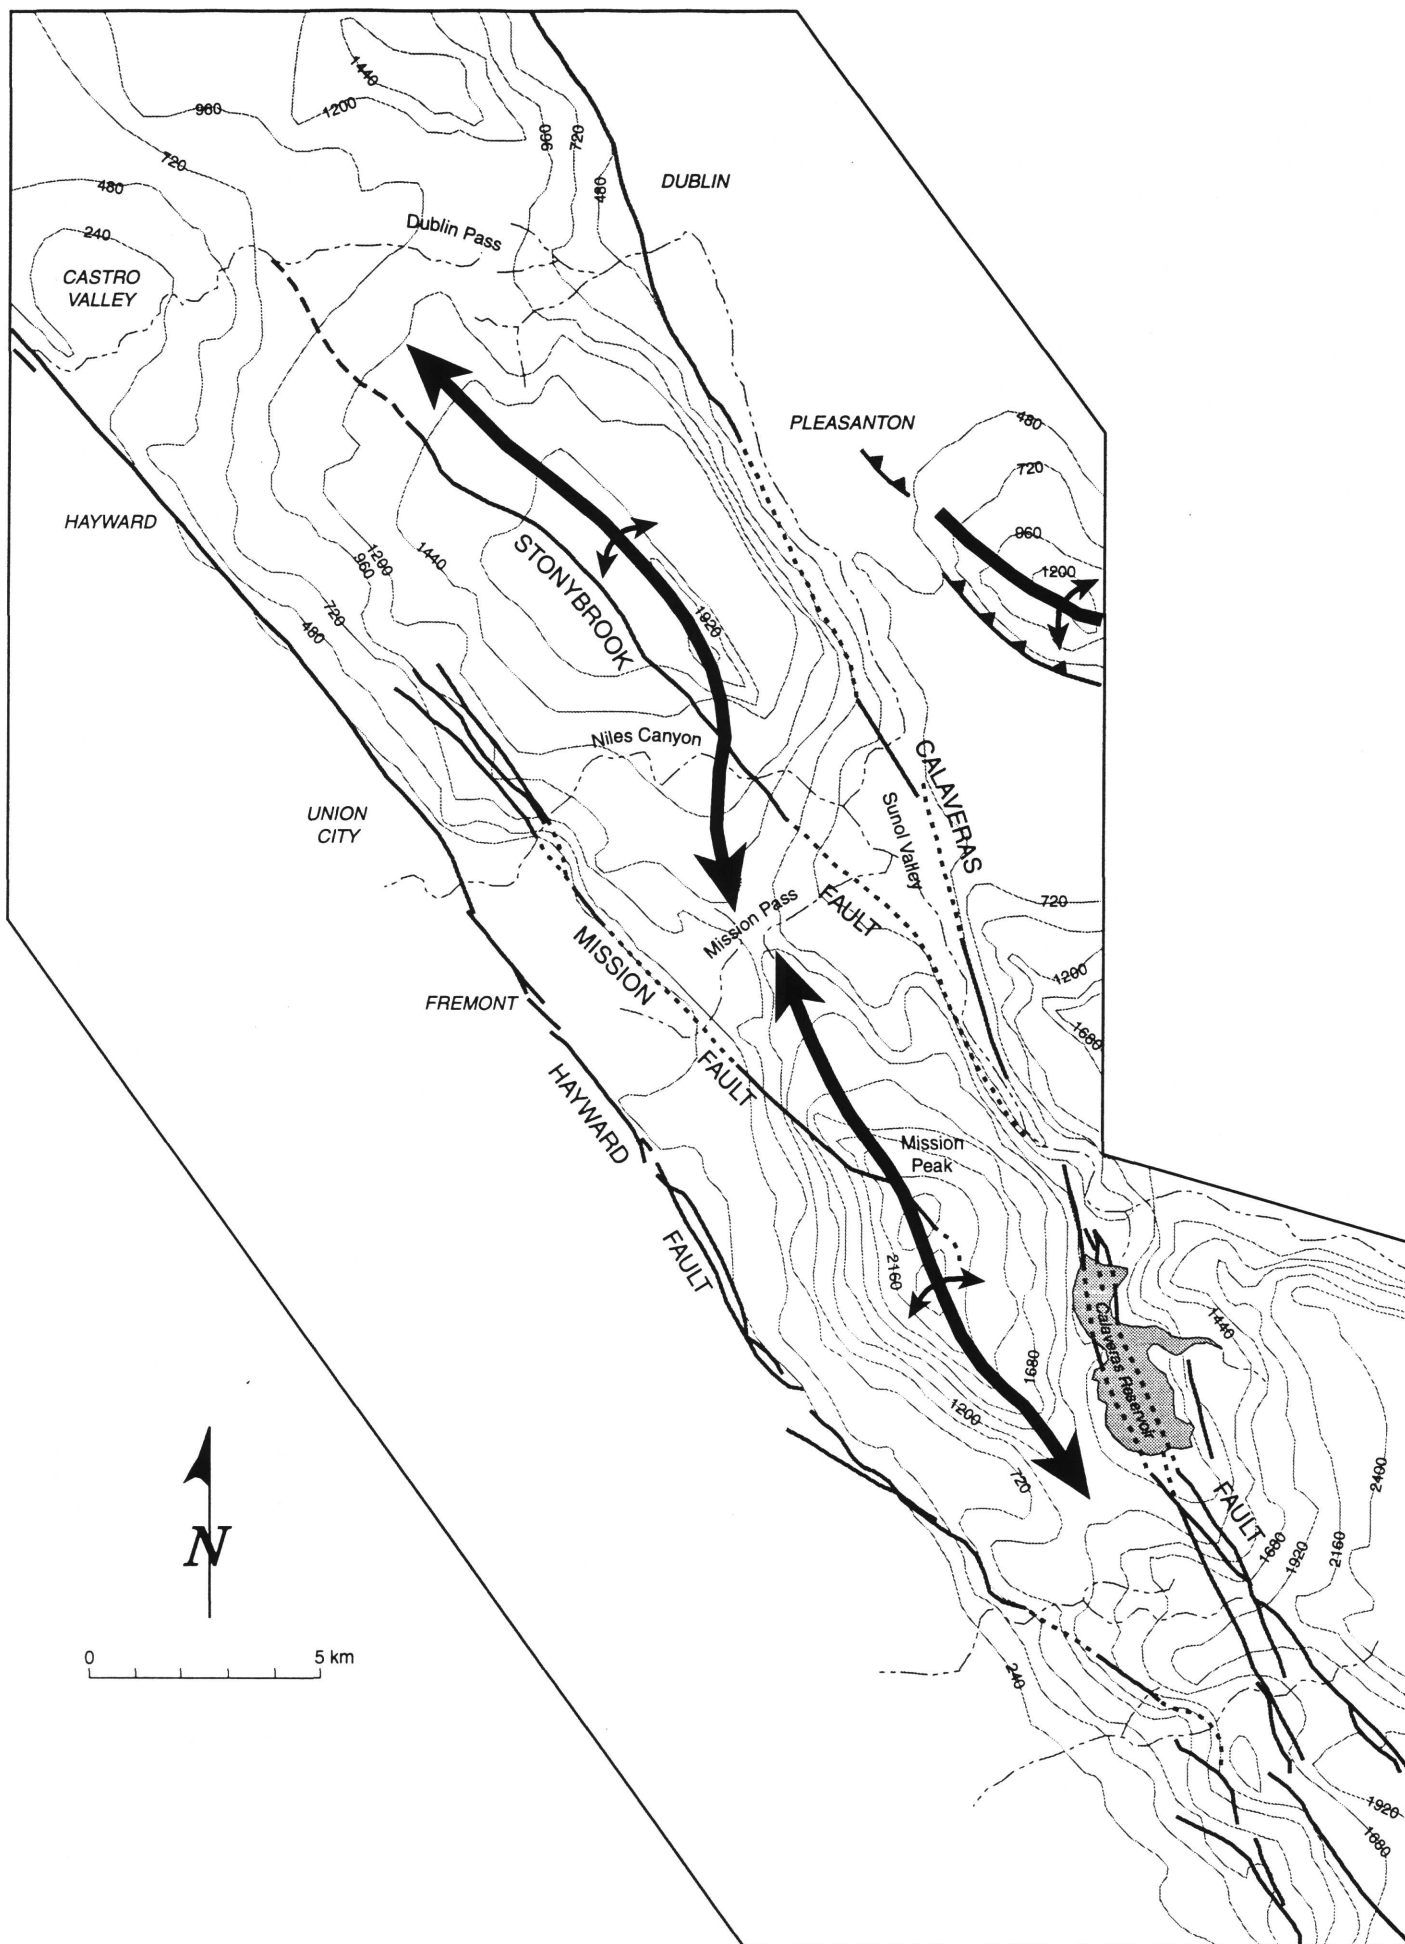 1440
960
1200
960
720
720
480
480
DUBLIN
240
Dublin Pass
CASTRO
VALLEY
480
PLEASANTON
720
HAYWARD
960
1200
960
1440
1200
STONYBROOK
720
480
1920
Niles Canyon
CALAVERAS
Sunol Valley
UNION
CITY
720
FAULT
Mission Pass
MISSION
1200
FREMONT
1680
FAULT
HAYWARD
Mission
Peak
FAULT
2160
Calaveras Reservoir
1440
1680
1200
720
2400
FAULT
1680
1920
2160
N
0 5 km
240
1920
1680